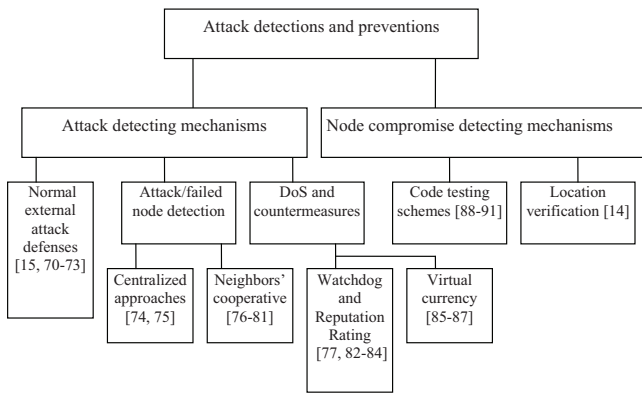 Attack detections and preventions
Attack detecting mechanisms
Node compromise detecting mechanisms
Normal
external
attack
defenses
[15, 70-73]
Attack/failed
node detection
DoS and
countermeasures
Code testing
schemes [88-91]
Location
verification [14]
Centralized
approaches
[74, 75]
Neighbors’
cooperative
[76-81]
Watchdog
and
Reputation
Rating
[77, 82-84]
Virtual
currency
[85-87]